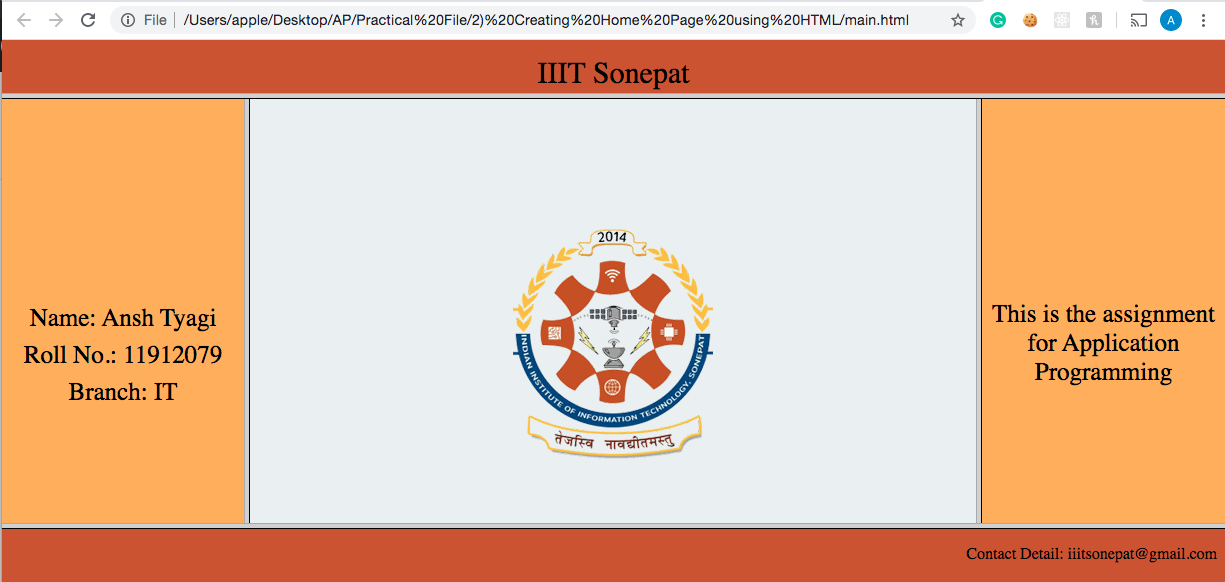 File /Users/apple/Desktop/AP/Practical%20File/2)%20Creating%20Home%20Page%20using%20HTML/main.html
A
IIIT Sonepat
Name: Ansh Tyagi
Roll No.: 11912079
Branch: IT
2014
INDIAN INSTITUTE OF INFORMATION TECHNOLOGY, SONEPAT
तेजस्वि नावधीतमस्तु
This is the assignment
for Application
Programming
Contact Detail: iiitsonepat@gmail.com